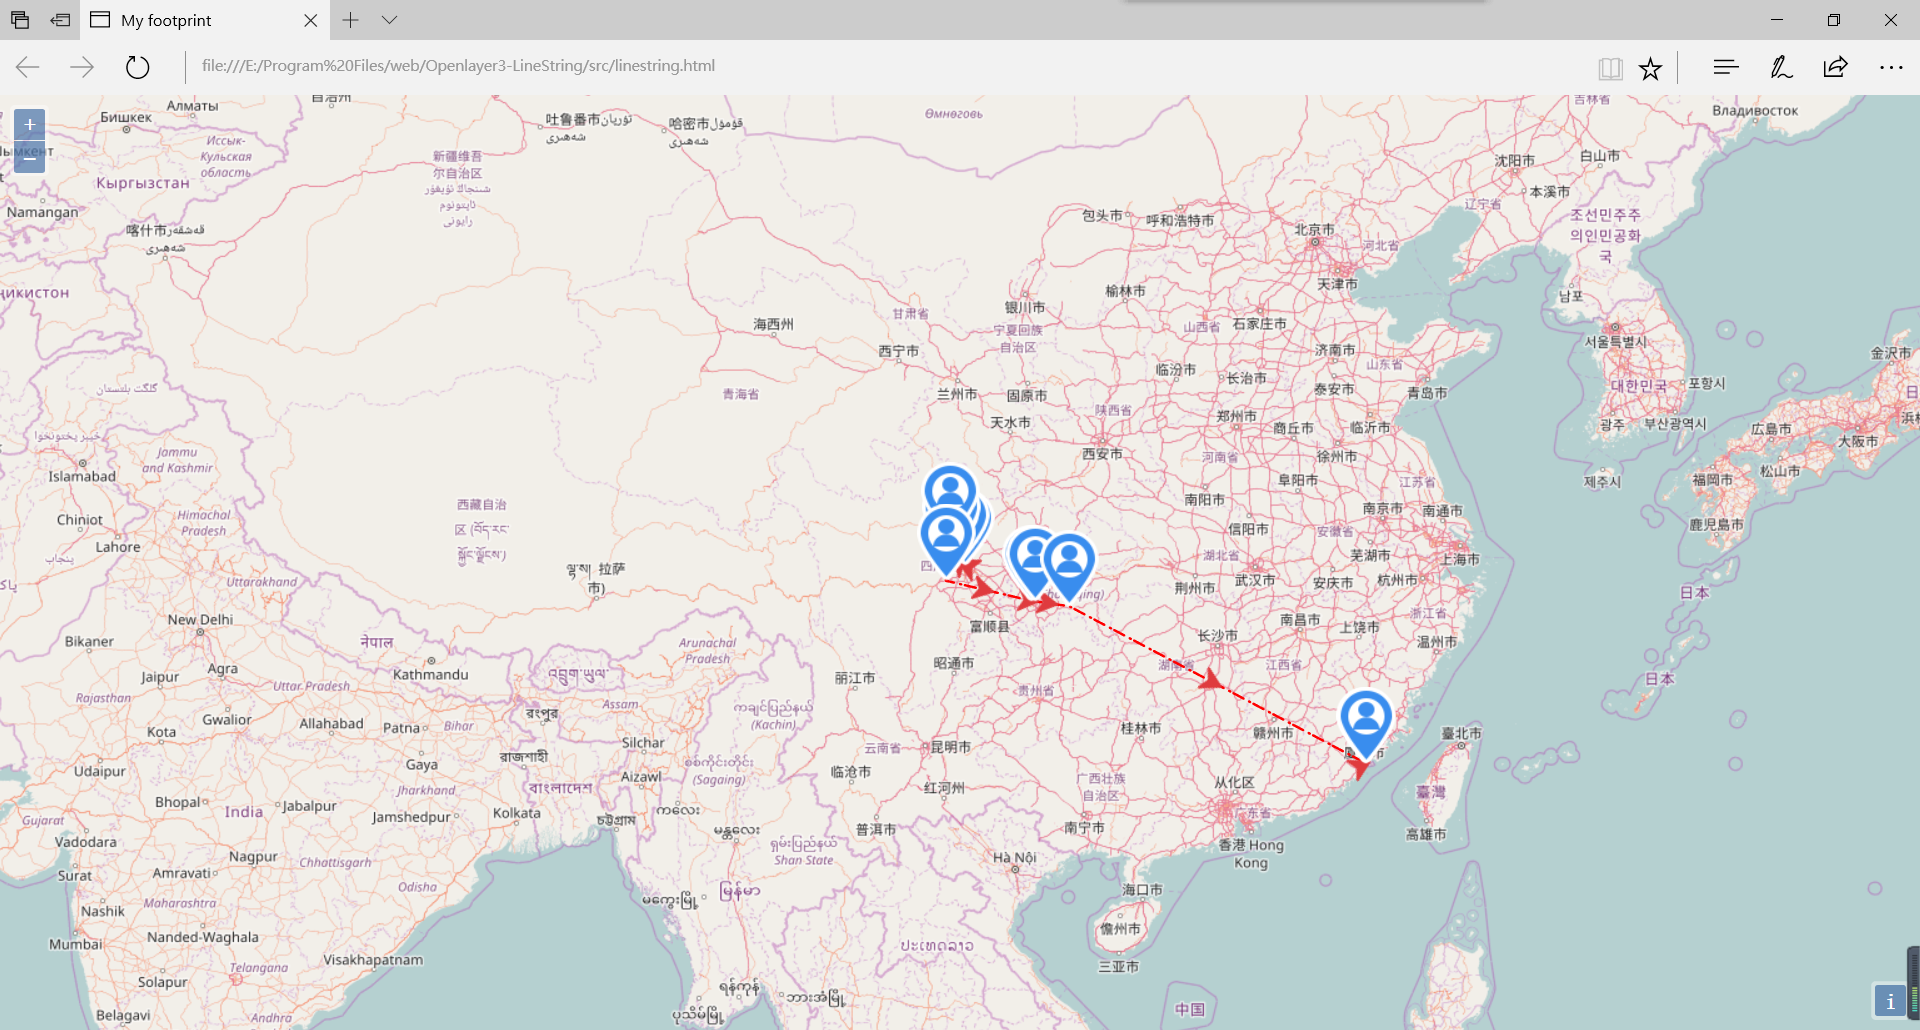 My footprint
file:///E:/Program%20Files/web/Openlayer3-LineString/src/linestring.html
+
−
Алматы
Бишкек
Иссык-
Кульская
область
Кыргызстан
Namangan
喀什市
قەشقەر
شەھىرى
新疆维吾
尔自治区
吐鲁番市
شەھىرى
哈密市
شەھىرى
Өмнөговь
吉林省
Владивосток
沈阳市
白山市
本溪市
辽宁省
조선민주주
의인민공화
국
包头市
呼和浩特市
北京市
河北省
天津市
남포
榆林市
银川市
宁夏回族
自治区
甘肃省
海西州
西宁市
山西省
石家庄市
서울특별시
金沢市
济南市
临汾市
长治市
山东省
泰安市
青岛市
대한민국
포항시
青海省
兰州市
固原市
天水市
陕西省
郑州市
商丘市
临沂市
광주
부산광역시
広島市
大阪市
西安市
河南省
徐州市
松山市
제주시
福岡市
Jammu
and Kashmir
Islamabad
阜阳市
江苏省
南阳市
南京市
南通市
鹿児島市
西藏自治
Chiniot
Himachal
Pradesh
Lahore
信阳市
安徽省
芜湖市
上海市
湖北省
拉萨
市)
Uttarakhand
荆州市
武汉市
安庆市
杭州市
日本
浙江省
New Delhi
富顺县
南昌市
上饶市
长沙市
温州市
Bikaner
नेपाल
Arunachal
Pradesh
昭通市
湖南省
江西省
Agra
Jaipur
Kathmandu
丽江市
日本
Uttar Pradesh
Rajasthan
Assam
贵州省
Gwalior
Allahabad
Patna
Bihar
রংপুর
(Kachin)
Kota
桂林市
赣州市
臺北市
Silchar
云南省
昆明市
রাজশাহী
Gaya
Udaipur
Aizawl
(Sagaing)
临沧市
广西壮族
自治区
从化区
臺灣
红河州
Jharkhand
বাংলাদেশ
Bhopal
Jabalpur
India
Jamshedpur
Kolkata
চট্টগ্রাম
广东省
Gujarat
Vadodara
普洱市
南宁市
高雄市
香港 Hong
Kong
Nagpur
Chhattisgarh
Shan State
Hà Nội
Surat
Amravati
Odisha
Nashik
Maharashtra
海口市
儋州市
Mumbai
Nanded-Waghala
Visakhapatnam
Telangana
三亚市
Solapur
Belagavi
Andhra
中国
i